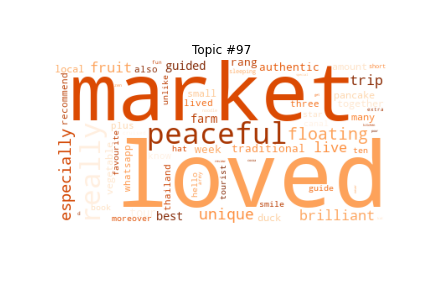 Topic #97
local fruit also guided rang authentic amount short
unlike small pancake
market trip
lived three together
farm many
recommend peaceful floating
especially really plus favourite hat week traditional live ten
vegetable whatsapp thailand hello tourist guide
loved
smile extra
moreover best unique duck brilliant
fun